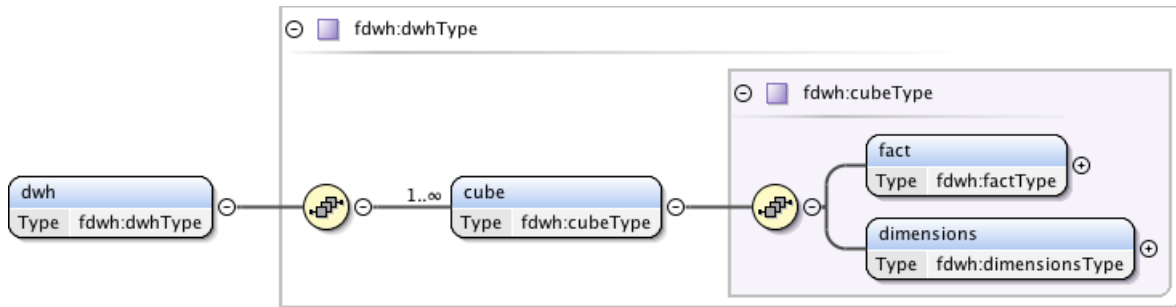 fdwh:dwhType
fdwh:cubeType
fact
Type fdwh:factType
dwh
Type fdwh:dwhType
1..∞
cube
Type fdwh:cubeType
dimensions
Type fdwh:dimensionsType